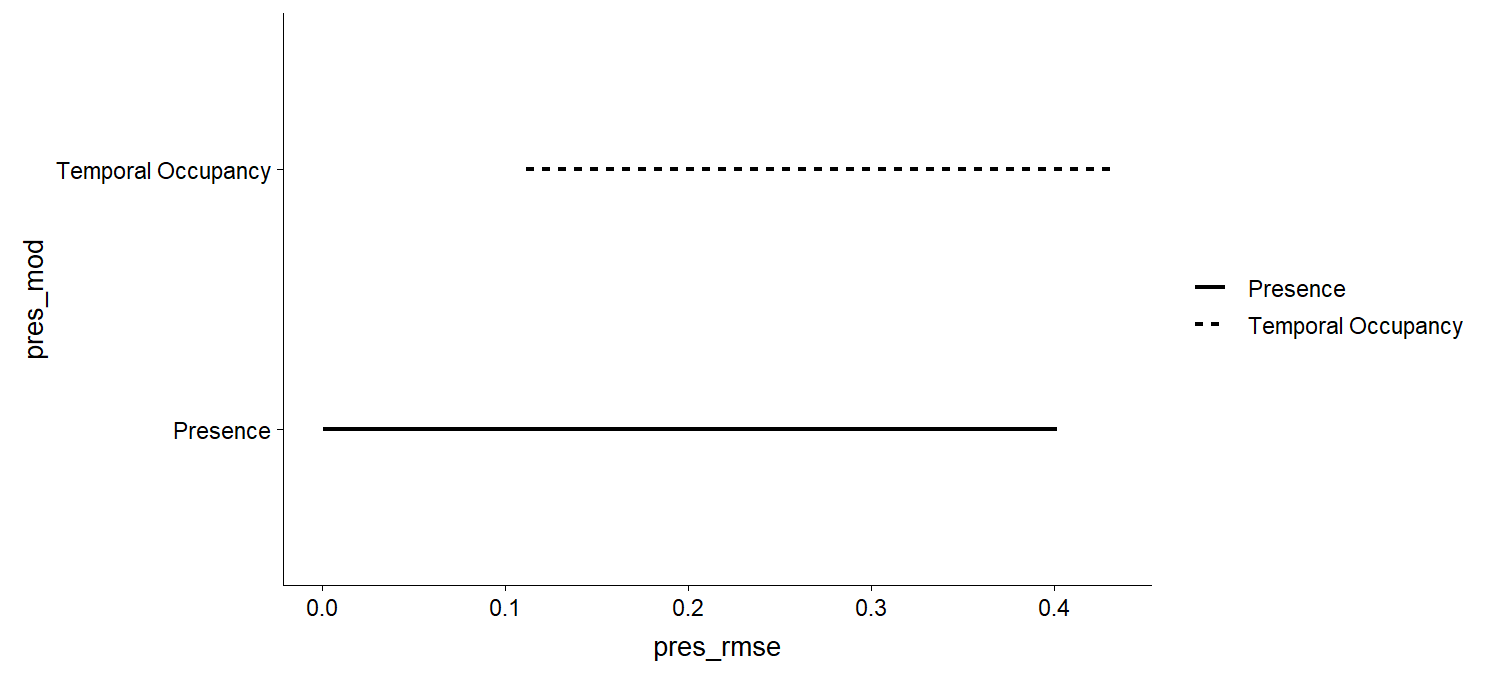 Temporal Occupancy
Presence
pres_mod
0.0 0.1 0.2 0.3 0.4
pres_rmse
Presence
Temporal Occupancy